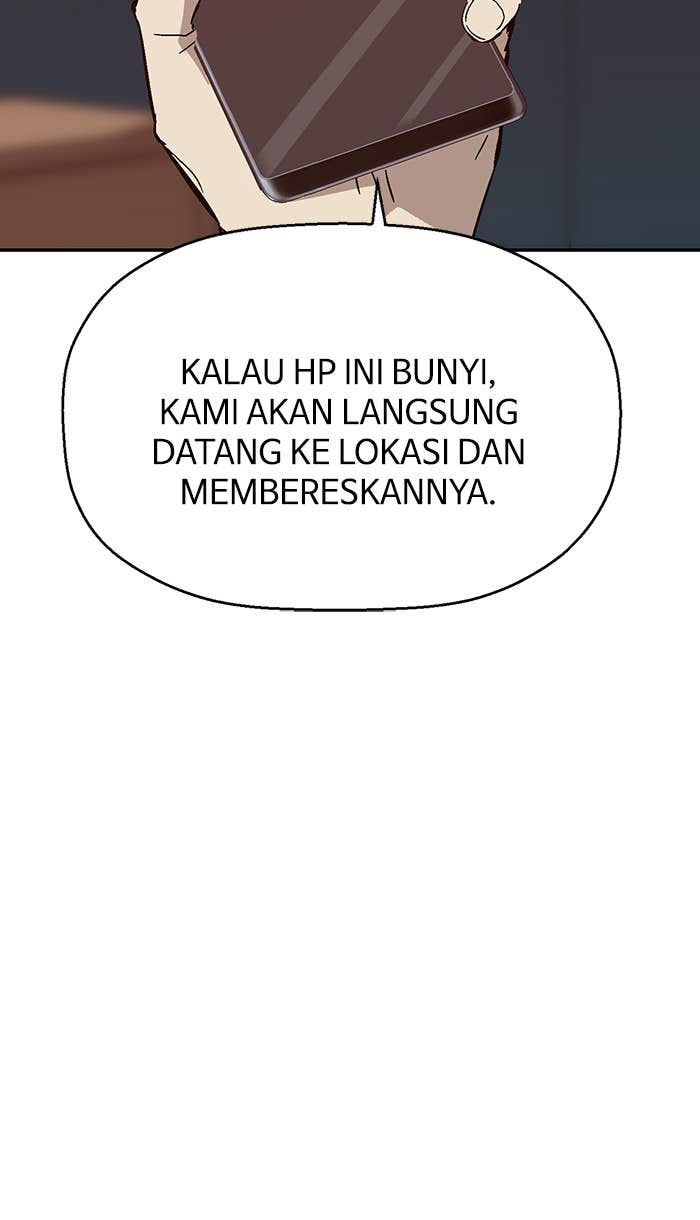 KALAU HP INI BUNYI,
KAMI AKAN LANGSUNG
DATANG KE LOKASI DAN
MEMBERESKANNYA.